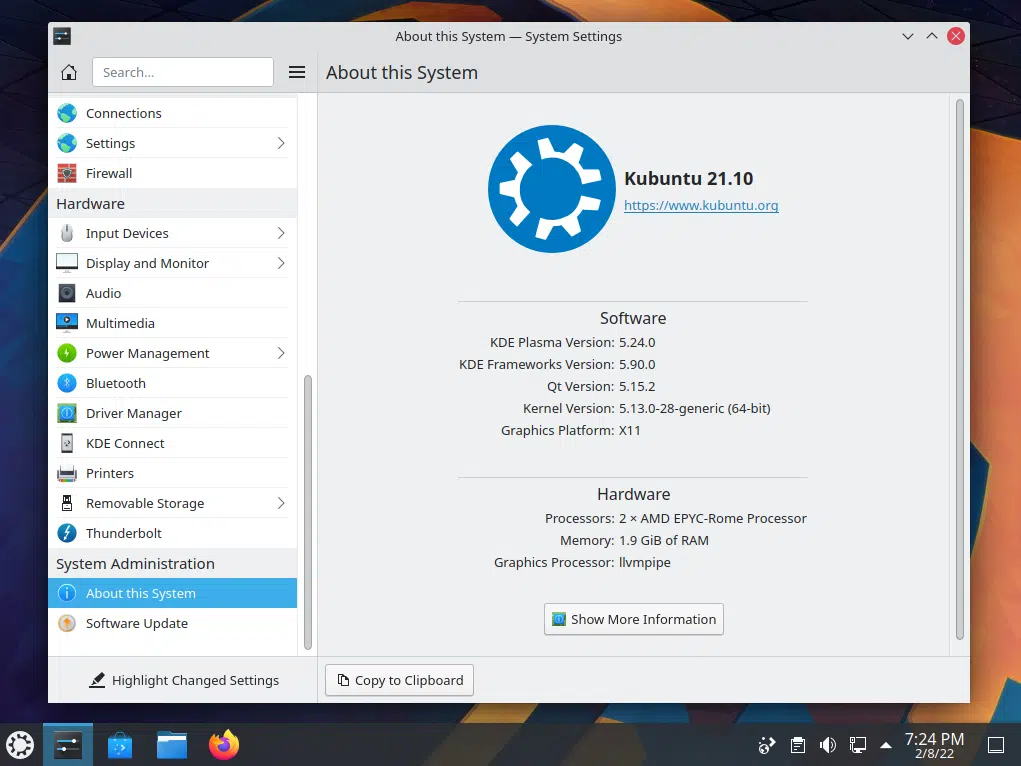 About this System — System Settings
Search...
About this System
Connections
Settings
Firewall
Hardware
Input Devices
Display and Monitor
Audio
Multimedia
Power Management
Bluetooth
Driver Manager
KDE Connect
Printers
Removable Storage
Thunderbolt
System Administration
About this System
Software Update
Highlight Changed Settings
Kubuntu 21.10
https://www.kubuntu.org
Software
KDE Plasma Version: 5.24.0
KDE Frameworks Version: 5.90.0
Qt Version: 5.15.2
Kernel Version: 5.13.0-28-generic (64-bit)
Graphics Platform: X11
Hardware
Processors: 2 × AMD EPYC-Rome Processor
Memory: 1.9 GiB of RAM
Graphics Processor: llvmpipe
Show More Information
Copy to Clipboard
7:24 PM
2/8/22